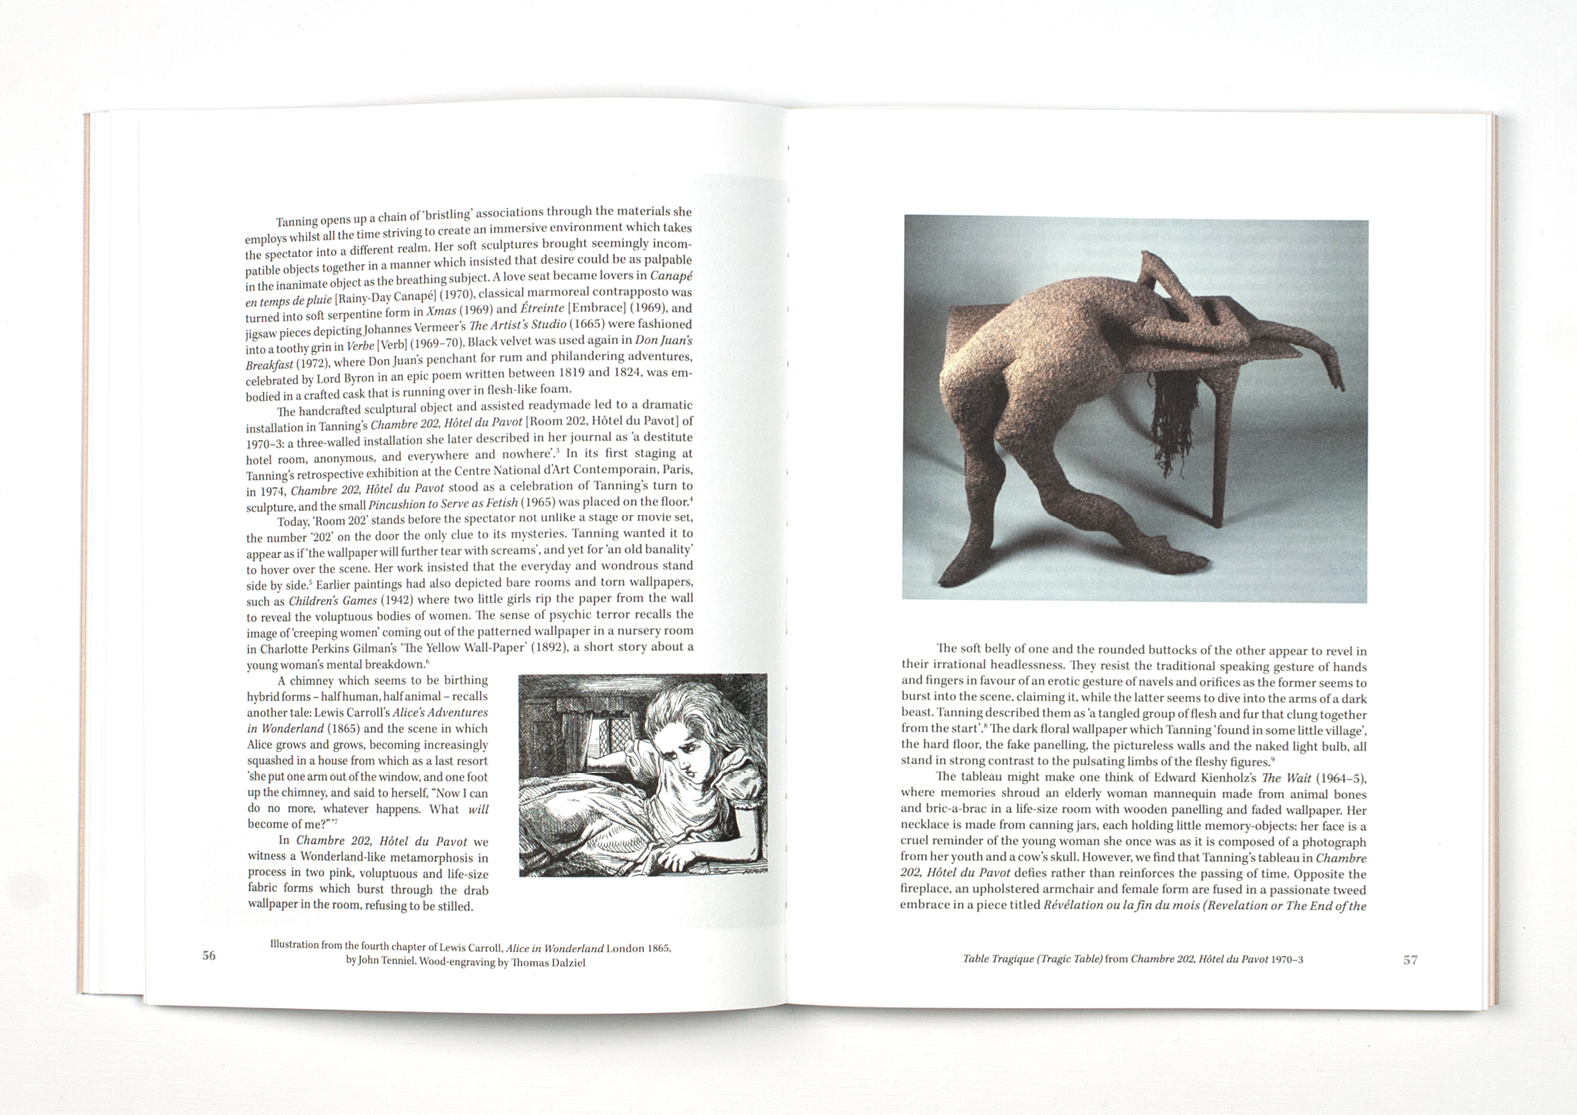 Tanning opens up a chain of ‘bristling’ associations through the materials she
employs whilst all the time striving to create an immersive environment which takes
the spectator into a different realm. Her soft sculptures brought seemingly incom-
patible objects together in a manner which insisted that desire could be as palpable
in the inanimate object as the breathing subject. A love seat became lovers in Canapé
en temps de pluie [Rainy-Day Canapé] (1970), classical marmoreal contrapposto was
turned into soft serpentine form in Xmas (1969) and Étreinte [Embrace] (1969), and
jigsaw pieces depicting Johannes Vermeer’s The Artist’s Studio (1665) were fashioned
into a toothy grin in Verbe [Verb] (1969–70). Black velvet was used again in Don Juan’s
Breakfast (1972), where Don Juan’s penchant for rum and philandering adventures,
celebrated by Lord Byron in an epic poem written between 1819 and 1824, was em-
bodied in a crafted cask that is running over in flesh-like foam.
The handcrafted sculptural object and assisted readymade led to a dramatic
installation in Tanning’s Chambre 202, Hôtel du Pavot [Room 202, Hôtel du Pavot] of
1970–3: a three-walled installation she later described in her journal as ‘a destitute
hotel room, anonymous, and everywhere and nowhere’.³ In its first staging at
Tanning’s retrospective exhibition at the Centre National d’Art Contemporain, Paris,
in 1974, Chambre 202, Hôtel du Pavot stood as a celebration of Tanning’s turn to
sculpture, and the small Pincushion to Serve as Fetish (1965) was placed on the floor.⁴
Today, ‘Room 202’ stands before the spectator not unlike a stage or movie set,
the number ‘202’ on the door the only clue to its mysteries. Tanning wanted it to
appear as if ‘the wallpaper will further tear with screams’, and yet for ‘an old banality’
to hover over the scene. Her work insisted that the everyday and wondrous stand
side by side.⁵ Earlier paintings had also depicted bare rooms and torn wallpapers,
such as Children’s Games (1942) where two little girls rip the paper from the wall
to reveal the voluptuous bodies of women. The sense of psychic terror recalls the
image of ‘creeping women’ coming out of the patterned wallpaper in a nursery room
in Charlotte Perkins Gilman’s ‘The Yellow Wall-Paper’ (1892), a short story about a
young woman’s mental breakdown.⁶
A chimney which seems to be birthing
hybrid forms – half human, half animal – recalls
another tale: Lewis Carroll’s Alice’s Adventures
in Wonderland (1865) and the scene in which
Alice grows and grows, becoming increasingly
squashed in a house from which as a last resort
‘she put one arm out of the window, and one foot
up the chimney, and said to herself, “Now I can
do no more, whatever happens. What will
become of me?”’⁷
In Chambre 202, Hôtel du Pavot we
witness a Wonderland-like metamorphosis in
process in two pink, voluptuous and life-size
fabric forms which burst through the drab
wallpaper in the room, refusing to be stilled.
Illustration from the fourth chapter of Lewis Carroll, Alice in Wonderland London 1865,
by John Tenniel. Wood-engraving by Thomas Dalziel
56
The soft belly of one and the rounded buttocks of the other appear to revel in
their irrational headlessness. They resist the traditional speaking gesture of hands
and fingers in favour of an erotic gesture of navels and orifices as the former seems to
burst into the scene, claiming it, while the latter seems to dive into the arms of a dark
beast. Tanning described them as ‘a tangled group of flesh and fur that clung together
from the start’.⁸ The dark floral wallpaper which Tanning ‘found in some little village’,
the hard floor, the fake panelling, the pictureless walls and the naked light bulb, all
stand in strong contrast to the pulsating limbs of the fleshy figures.⁹
The tableau might make one think of Edward Kienholz’s The Wait (1964–5),
where memories shroud an elderly woman mannequin made from animal bones
and bric-a-brac in a life-size room with wooden panelling and faded wallpaper. Her
necklace is made from canning jars, each holding little memory-objects: her face is a
cruel reminder of the young woman she once was as it is composed of a photograph
from her youth and a cow’s skull. However, we find that Tanning’s tableau in Chambre
202, Hôtel du Pavot defies rather than reinforces the passing of time. Opposite the
fireplace, an upholstered armchair and female form are fused in a passionate tweed
embrace in a piece titled Révélation ou la fin du mois (Revelation or The End of the
Table Tragique (Tragic Table) from Chambre 202, Hôtel du Pavot 1970–3
57